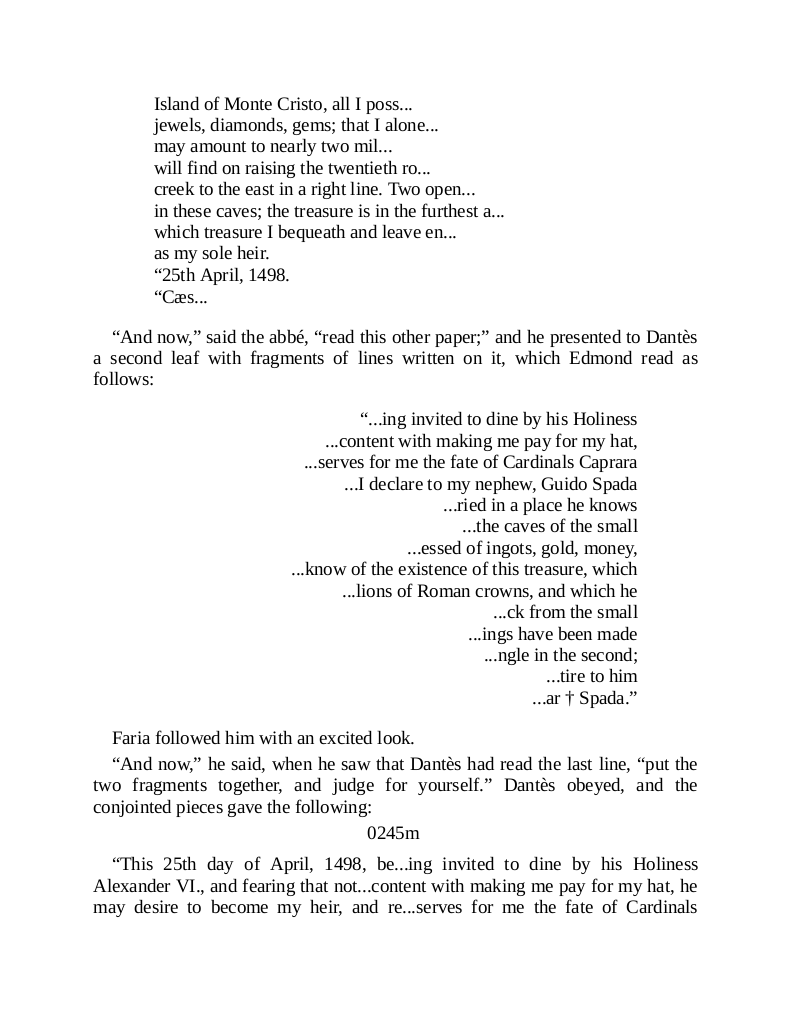 Island of Monte Cristo, all I poss...
jewels, diamonds, gems; that I alone...
may amount to nearly two mil...
will find on raising the twentieth ro...
creek to the east in a right line. Two open...
in these caves; the treasure is in the furthest a...
which treasure I bequeath and leave en...
as my sole heir.
“25th April, 1498.
“Cæs...
“And now,” said the abbé, “read this other paper;” and he presented to Dantès
a second leaf with fragments of lines written on it, which Edmond read as
follows:
“...ing invited to dine by his Holiness
...content with making me pay for my hat,
...serves for me the fate of Cardinals Caprara
...I declare to my nephew, Guido Spada
...ried in a place he knows
...the caves of the small
...essed of ingots, gold, money,
...know of the existence of this treasure, which
...lions of Roman crowns, and which he
...ck from the small
...ings have been made
...ngle in the second;
...tire to him
...ar † Spada.”
Faria followed him with an excited look.
“And now,” he said, when he saw that Dantès had read the last line, “put the
two fragments together, and judge for yourself.” Dantès obeyed, and the
conjointed pieces gave the following:
0245m
“This 25th day of April, 1498, be...ing invited to dine by his Holiness
Alexander VI., and fearing that not...content with making me pay for my hat, he
may desire to become my heir, and re...serves for me the fate of Cardinals